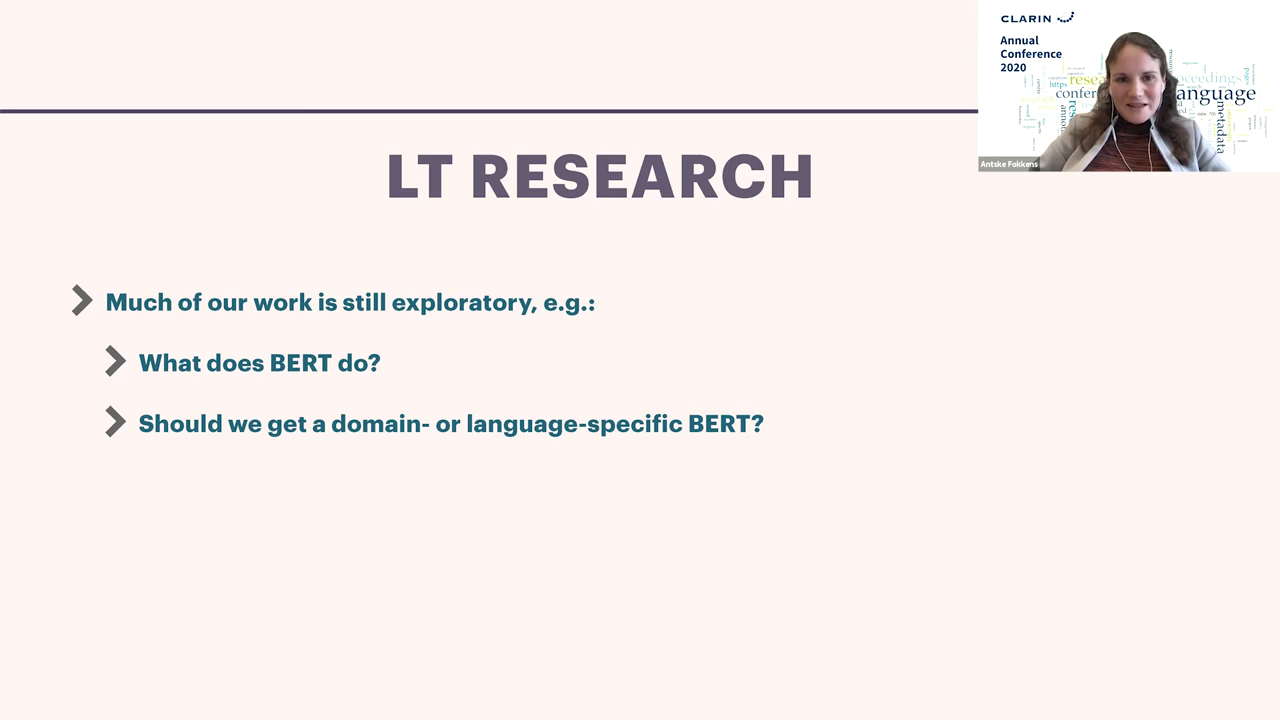 CLARIN
Annual
Conference
2020
https
language
metadata
Antske Fokkens
LT RESEARCH
Much of our work is still exploratory, e.g.:
What does BERT do?
Should we get a domain- or language-specific BERT?